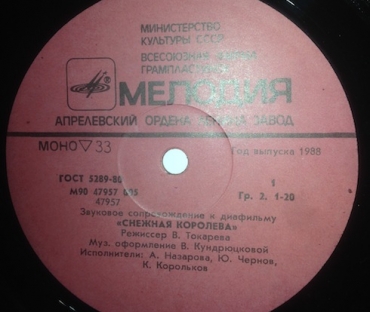 МИНИСТЕРСТВО
КУЛЬТУРЫ СССР
ВСЕСОЮЗНАЯ ФИРМА
ГРАМПЛАСТИНОК
МЕЛОДИЯ
АПРЕЛЕВСКИЙ ОРДЕНА ЛЕНИНА ЗАВОД
МОНО ▽ 33
Год выпуска 1988
ГОСТ 5289-80
1
М90 47957 005
Гр. 2. 1-20
47957
Звуковое сопровождение к диафильму
«СНЕЖНАЯ КОРОЛЕВА»
Режиссер В. Токарева
Муз. оформление В. Кундрюцковой
Исполнители: А. Назарова, Ю. Чернов,
К. Корольков